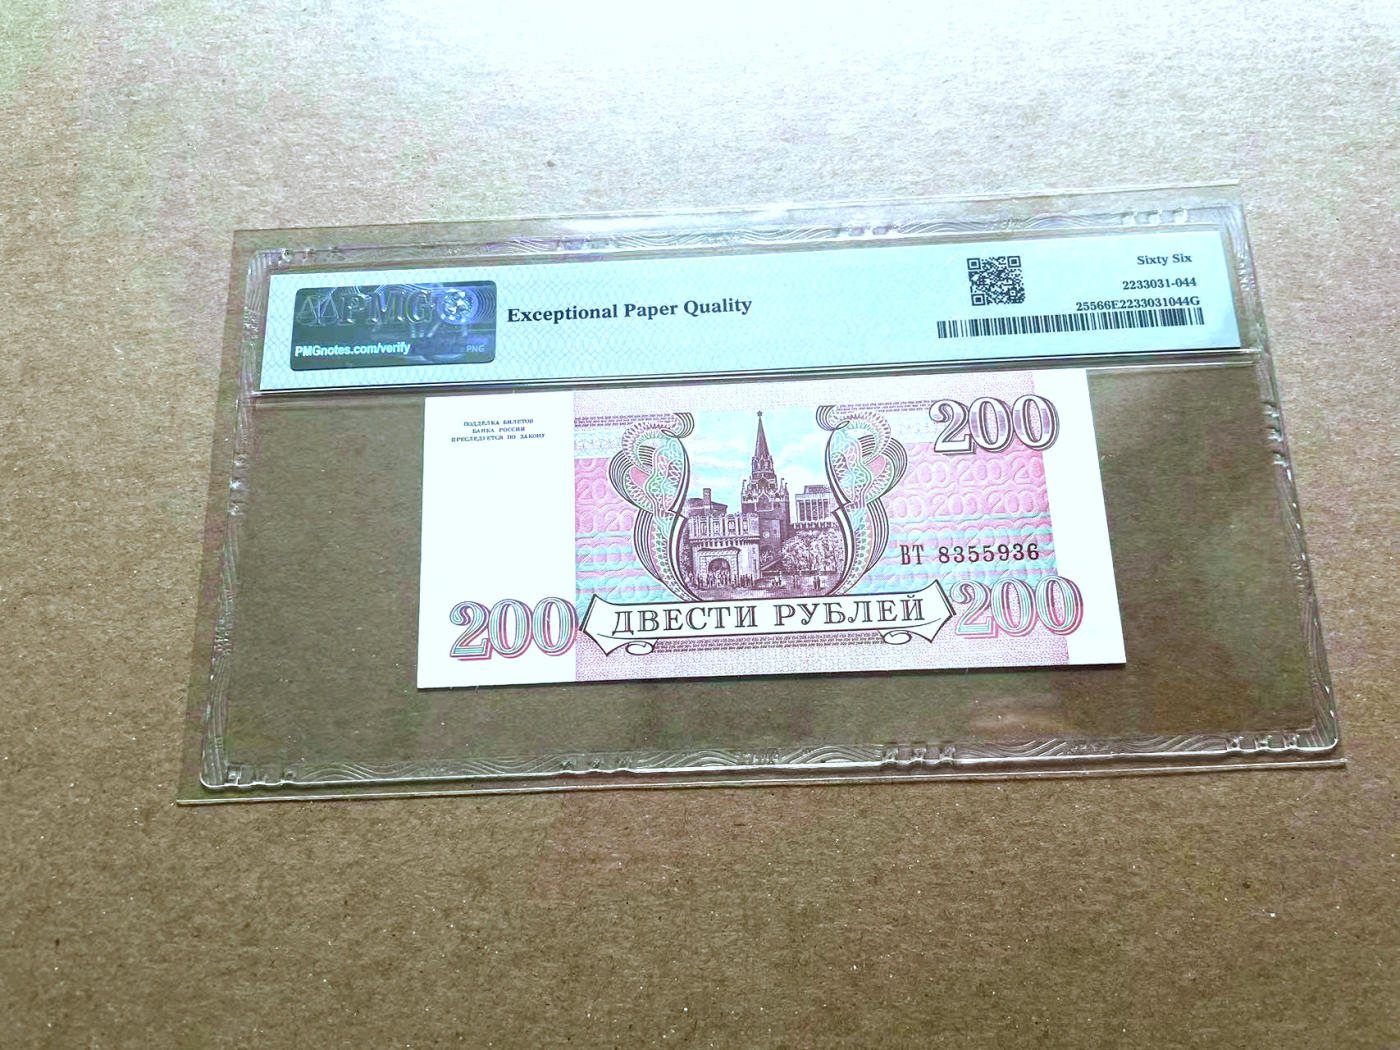 PMG
PMGnotes.com/verify
PNG
Exceptional Paper Quality
Sixty Six
2233031-044
25566E2233031044G
ПОДДЕЛКА БИЛЕТОВ
БАНКА РОССИИ
ПРЕСЛЕДУЕТСЯ ПО ЗАКОНУ
200
ВТ 8355936
200
ДВЕСТИ РУБЛЕЙ
200